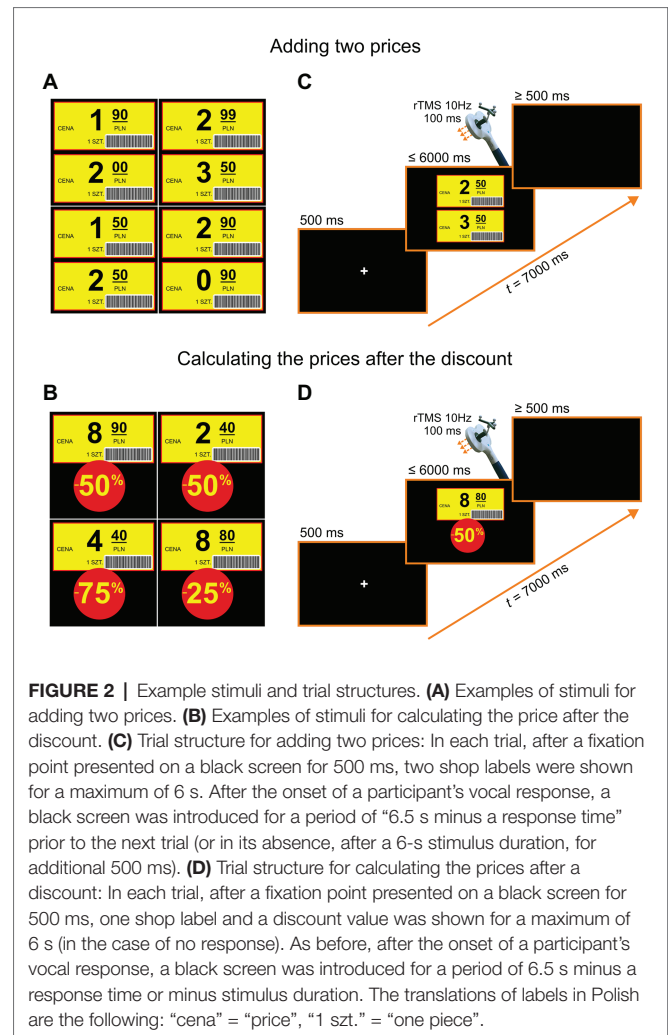 Adding two prices
A
CENA 1 90 PLN
1 SZT.
CENA 2 99 PLN
1 SZT.
CENA 2 00 PLN
1 SZT.
CENA 3 50 PLN
1 SZT.
CENA 1 50 PLN
1 SZT.
CENA 2 90 PLN
1 SZT.
CENA 2 50 PLN
1 SZT.
CENA 0 90 PLN
1 SZT.
C
500 ms
+
≤ 6000 ms
rTMS 10Hz
100 ms
CENA 2 50 PLN
1 SZT.
CENA 3 50 PLN
1 SZT.
≥ 500 ms
t = 7000 ms
Calculating the prices after the discount
B
CENA 8 90 PLN
1 SZT.
-50%
CENA 2 40 PLN
1 SZT.
-50%
CENA 4 40 PLN
1 SZT.
-75%
CENA 8 80 PLN
1 SZT.
-25%
D
500 ms
+
≤ 6000 ms
rTMS 10Hz
100 ms
CENA 8 80 PLN
1 SZT.
-50%
≥ 500 ms
t = 7000 ms
FIGURE 2 | Example stimuli and trial structures. (A) Examples of stimuli for
adding two prices. (B) Examples of stimuli for calculating the price after the
discount. (C) Trial structure for adding two prices: In each trial, after a fixation
point presented on a black screen for 500 ms, two shop labels were shown
for a maximum of 6 s. After the onset of a participant’s vocal response, a
black screen was introduced for a period of “6.5 s minus a response time”
prior to the next trial (or in its absence, after a 6-s stimulus duration, for
additional 500 ms). (D) Trial structure for calculating the prices after a
discount: In each trial, after a fixation point presented on a black screen for
500 ms, one shop label and a discount value was shown for a maximum of
6 s (in the case of no response). As before, after the onset of a participant’s
vocal response, a black screen was introduced for a period of 6.5 s minus a
response time or minus stimulus duration. The translations of labels in Polish
are the following: “cena” = “price”, “1 szt.” = “one piece”.